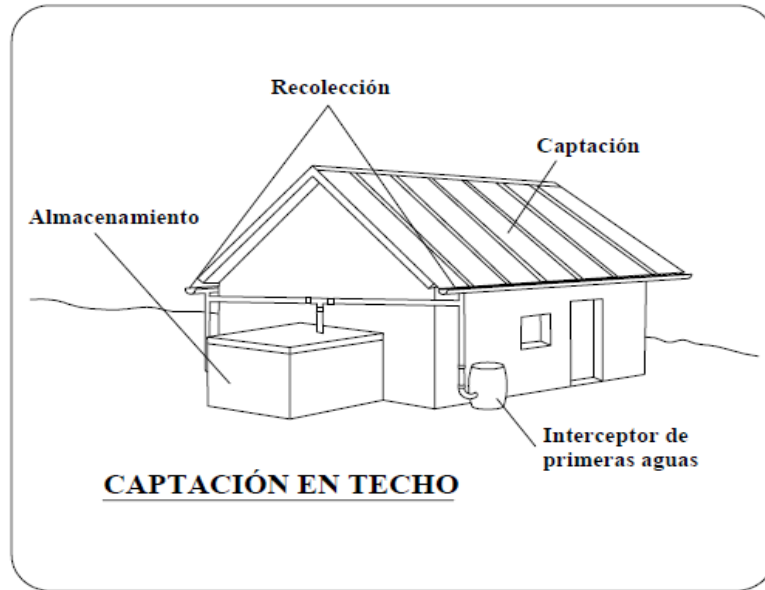 Recolección
Captación
Almacenamiento
Interceptor de
primeras aguas
CAPTACIÓN EN TECHO